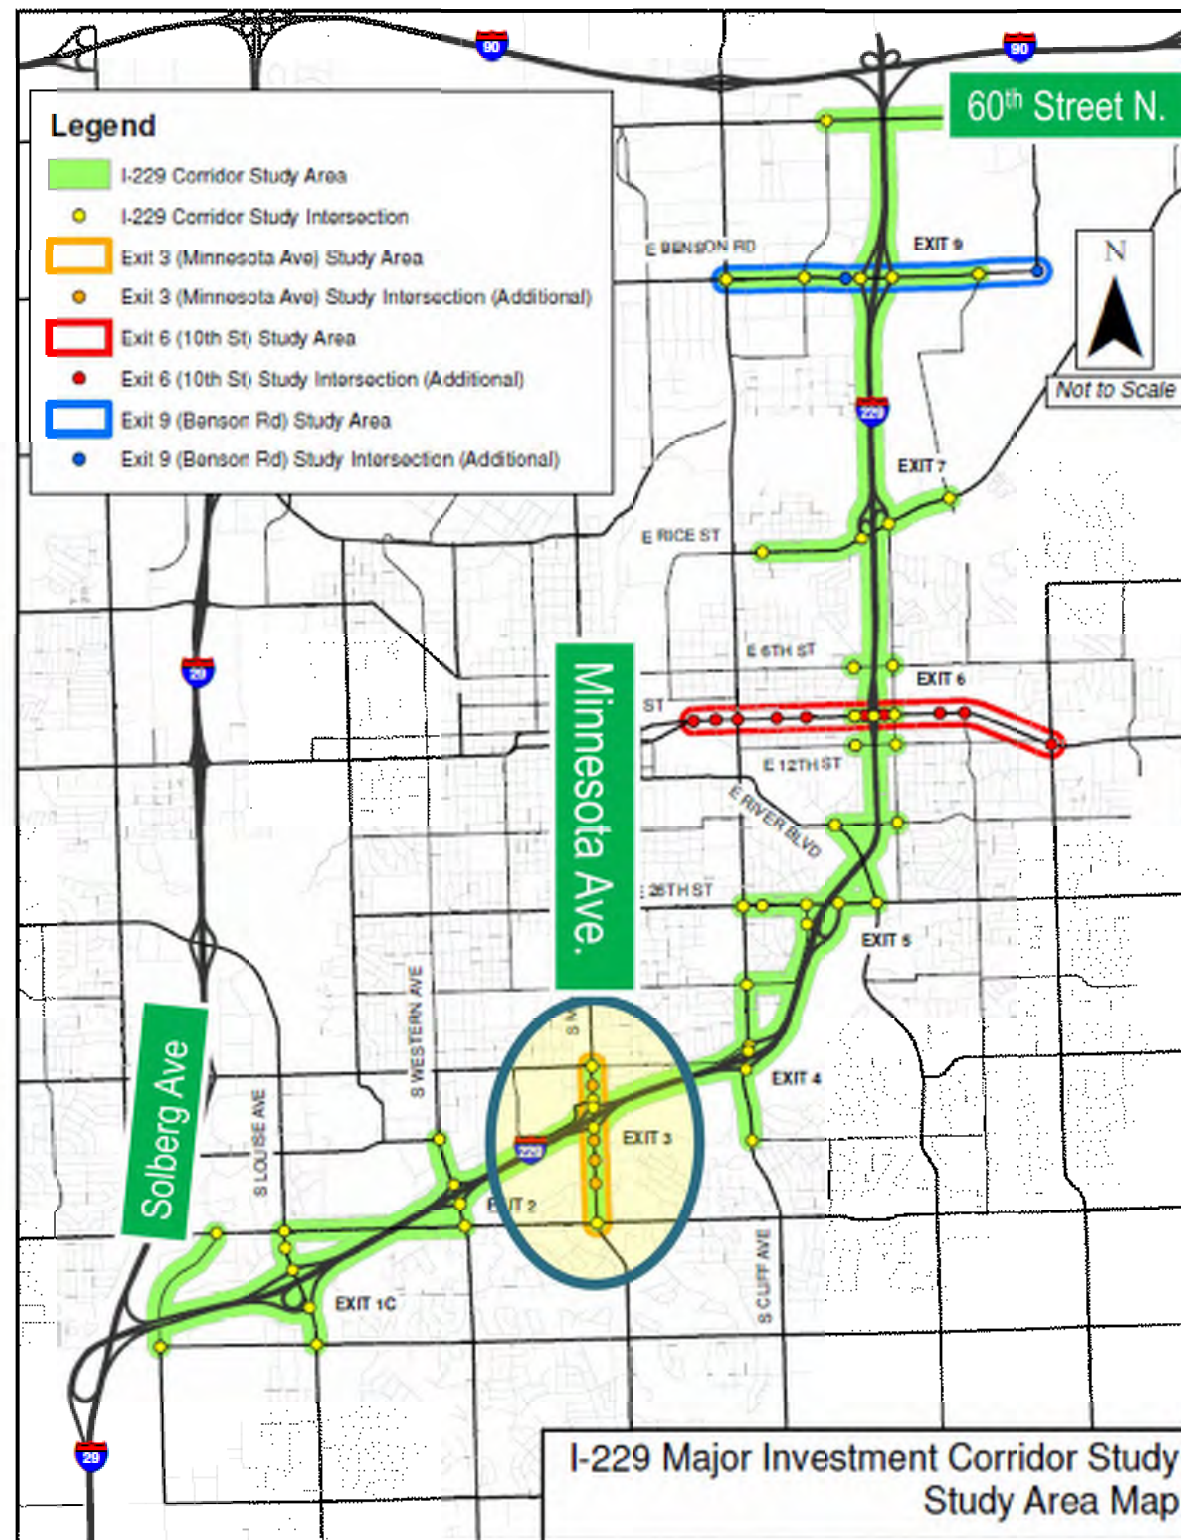 90
90
60th Street N.
Legend
I-229 Corridor Study Area
I-229 Corridor Study Intersection
Exit 3 (Minnesota Ave) Study Area
Exit 3 (Minnesota Ave) Study Intersection (Additional)
Exit 6 (10th St) Study Area
Exit 6 (10th St) Study Intersection (Additional)
Exit 9 (Benson Rd) Study Area
Exit 9 (Benson Rd) Study Intersection (Additional)
E BENSON RD
EXIT 9
N
Not to Scale
229
EXIT 7
E RICE ST
E 6TH ST
29
EXIT 6
ST
Minnesota Ave.
E 12TH ST
E RIVER BLVD
E 26TH ST
EXIT 5
S WESTERN AVE
S M
EXIT 4
Solberg Ave
S LOUISE AVE
229
EXIT 3
EXIT 2
S CLIFF AVE
EXIT 1C
29
I-229 Major Investment Corridor Study
Study Area Map